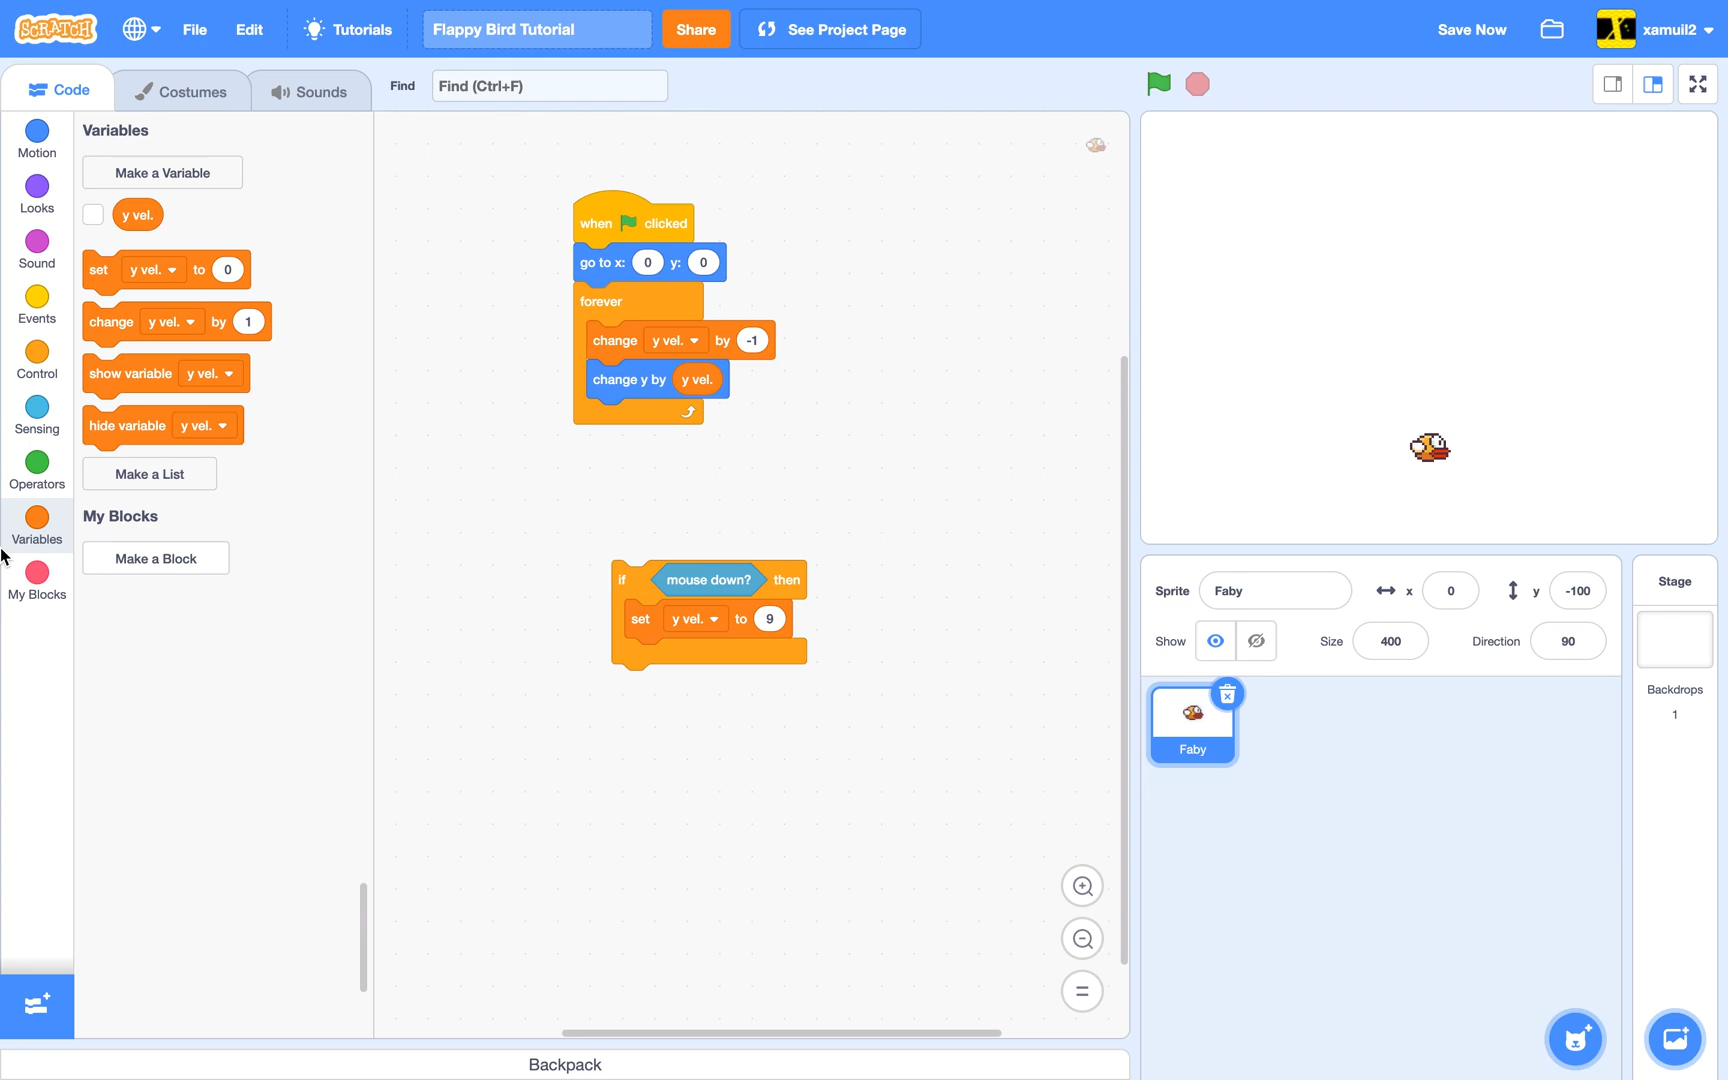 SCRATCH
File
Edit
Tutorials
Flappy Bird Tutorial
Share
See Project Page
Save Now
X
xamuil2
Code
Costumes
Sounds
Find
Find (Ctrl+F)
Motion
Looks
Sound
Events
Control
Sensing
Operators
Variables
My Blocks
Variables
Make a Variable
y vel.
set y vel. to 0
change y vel. by 1
show variable y vel.
hide variable y vel.
Make a List
My Blocks
Make a Block
when clicked
go to x: 0 y: 0
forever
change y vel. by -1
change y by y vel.
if mouse down? then
set y vel. to 9
Sprite Faby x 0 y -100
Show Size 400 Direction 90
Faby
Stage
Backdrops
1
Backpack